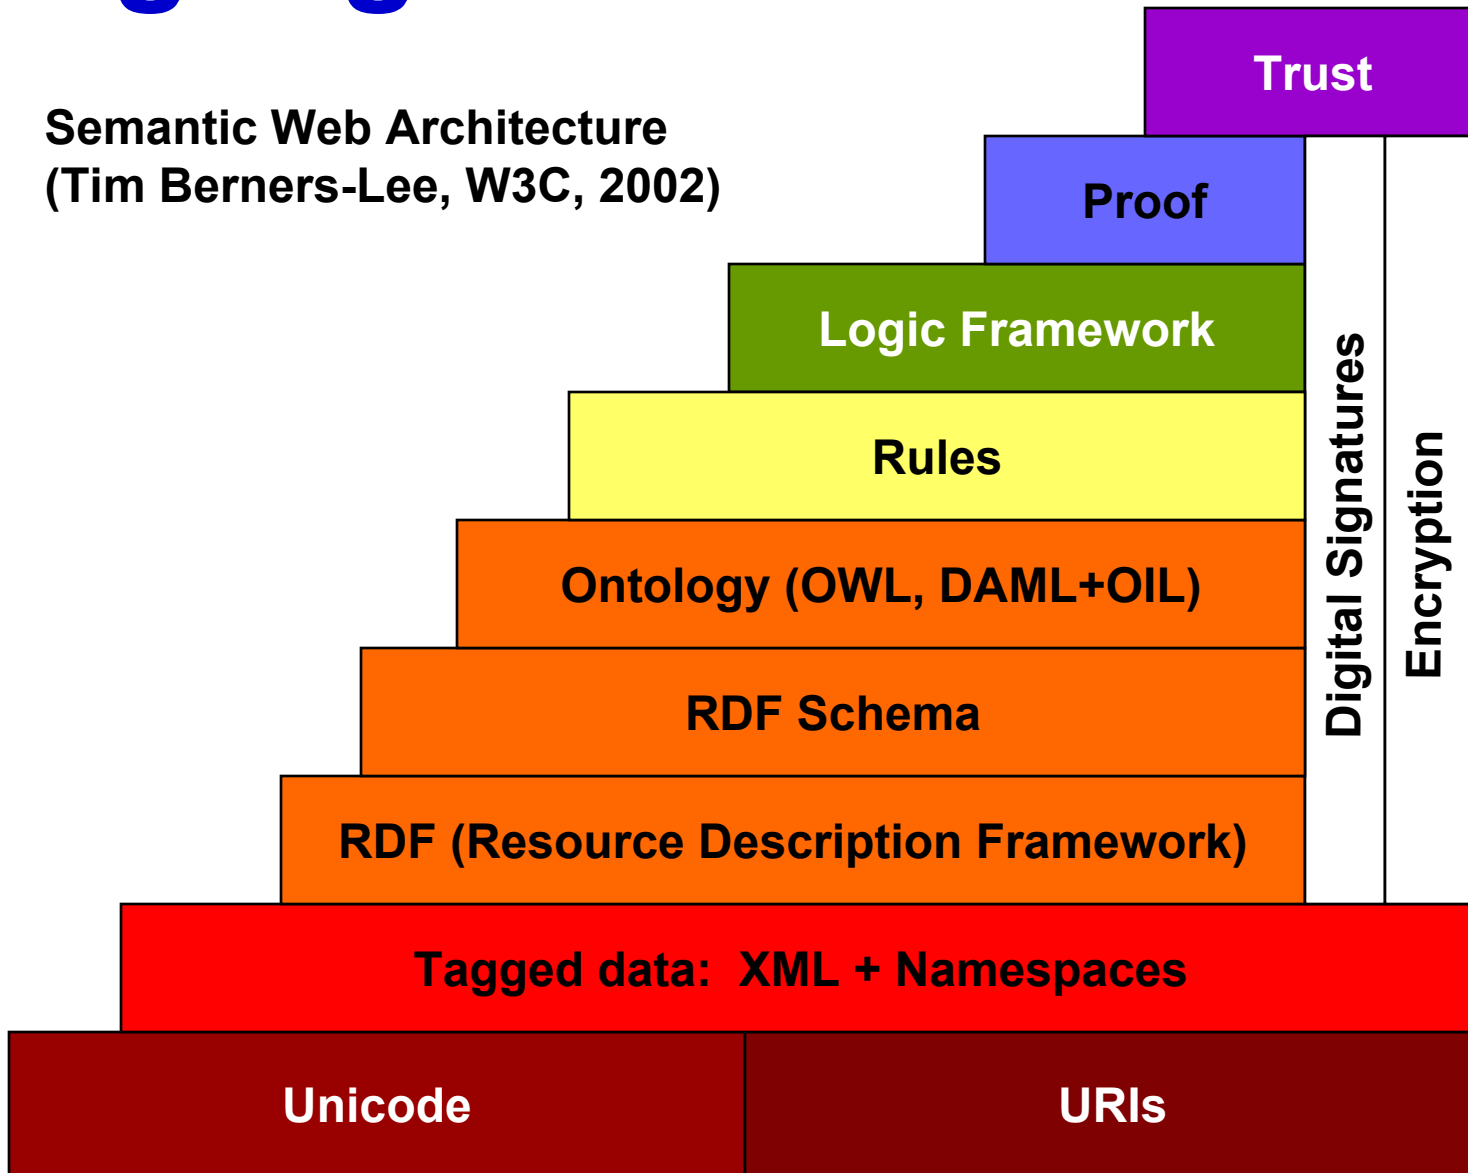 Semantic Web Architecture
(Tim Berners-Lee, W3C, 2002)
Trust
Proof
Logic Framework
Rules
Ontology (OWL, DAML+OIL)
RDF Schema
RDF (Resource Description Framework)
Digital Signatures
Encryption
Tagged data:  XML + Namespaces
Unicode
URIs